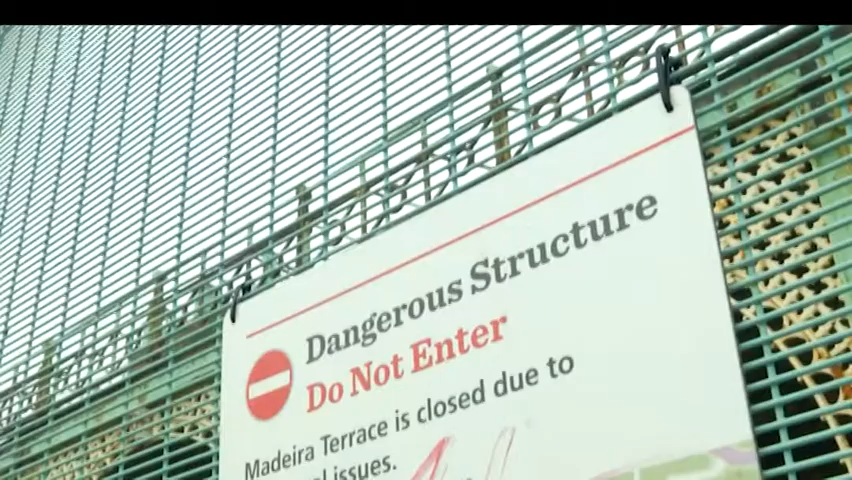 Dangerous Structure
Do Not Enter
Madeira Terrace is closed due to
issues.